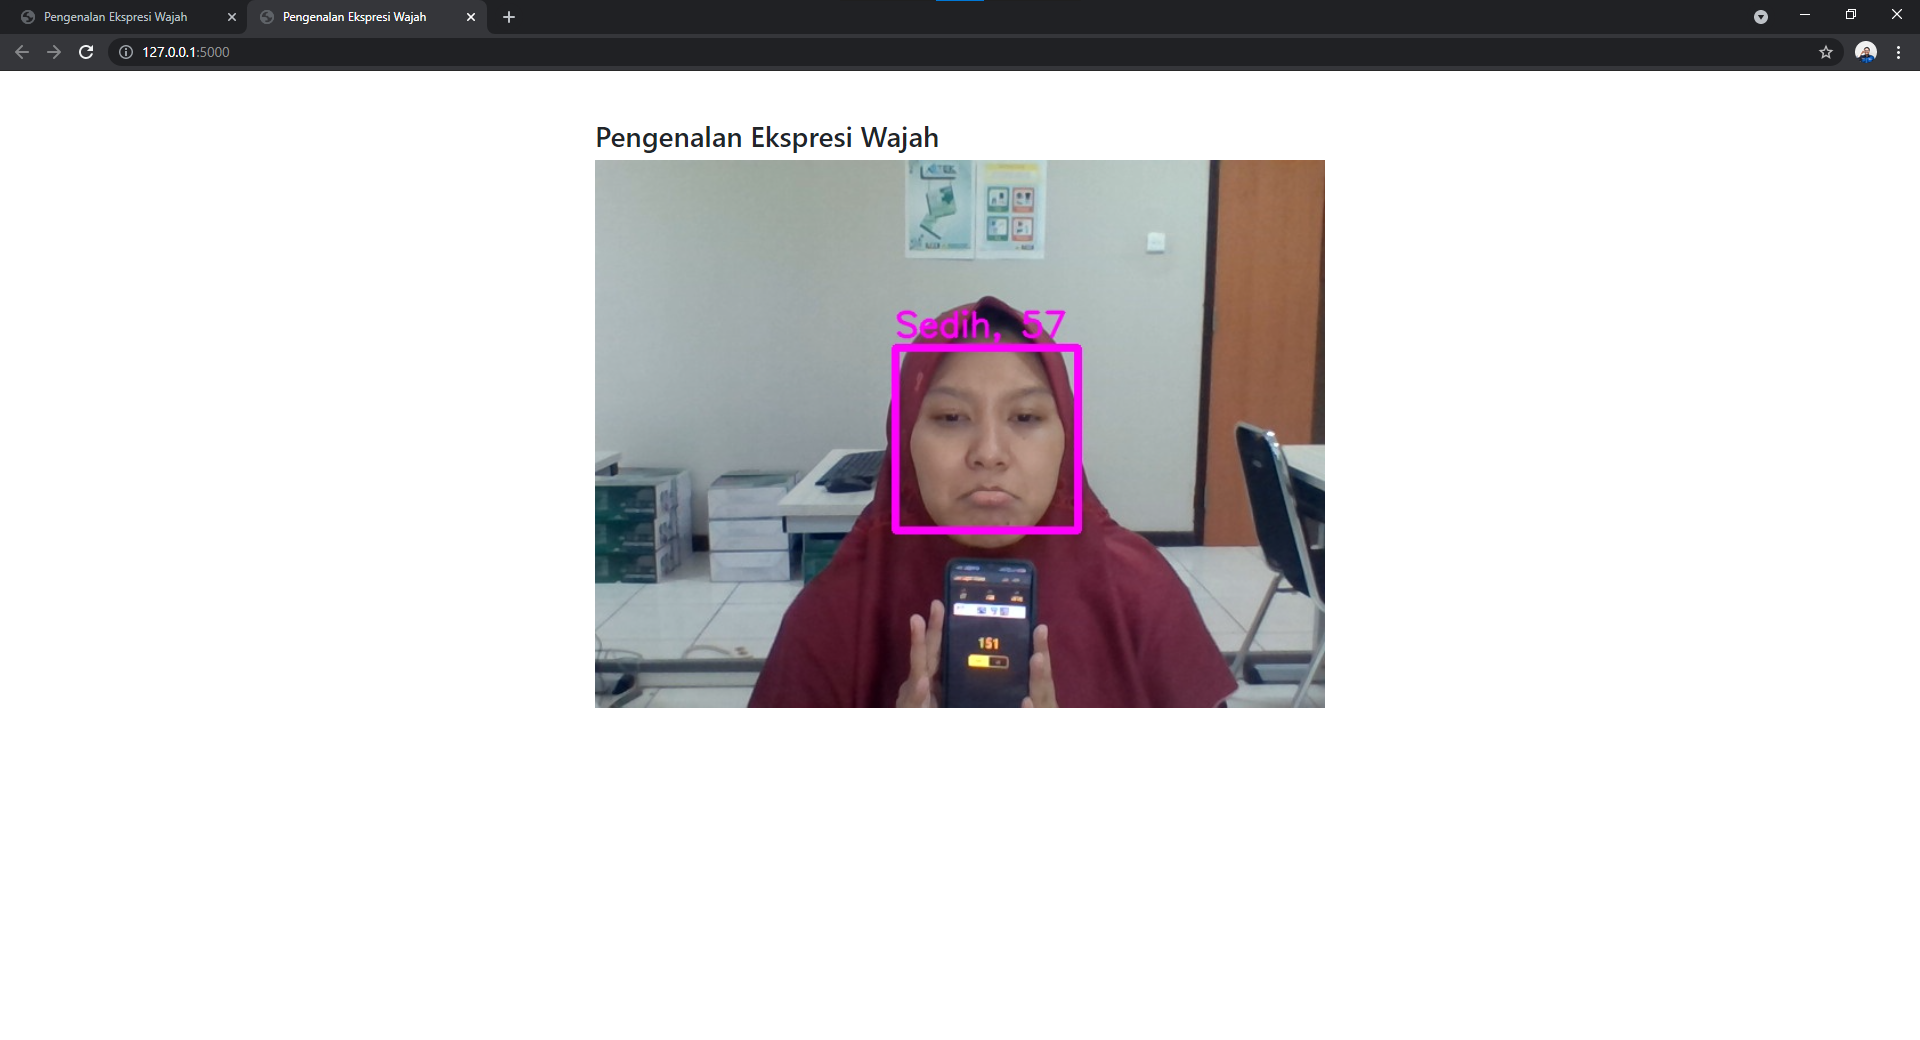 Pengenalan Ekspresi Wajah
Pengenalan Ekspresi Wajah
127.0.0.1:5000
Pengenalan Ekspresi Wajah
Sedih, 57
151